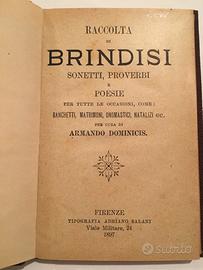 RACCOLTA
DI
BRINDISI
SONETTI, PROVERBI
E
POESIE
PER TUTTE LE OCCASIONI, COME:
BANCHETTI, MATRIMONI, ONOMASTICI, NATALIZI ec.
PER CURA DI
ARMANDO DOMINICIS.
FIRENZE
TIPOGRAFIA ADRIANO SALANI
Viale Militare, 24
1897
subito